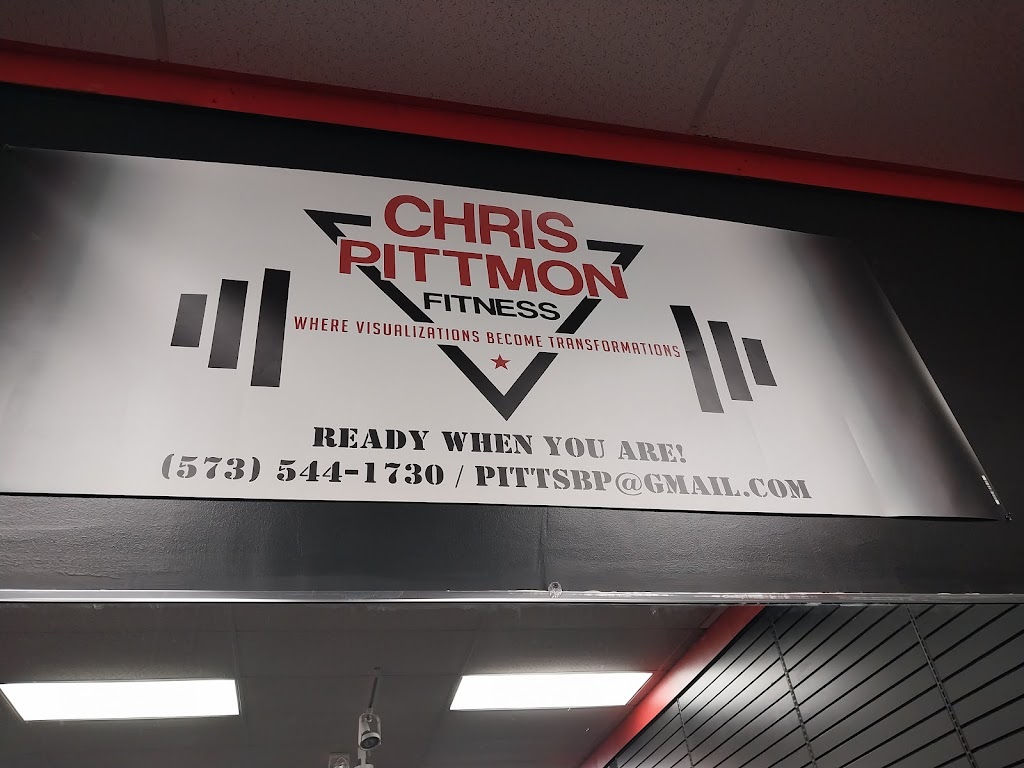 CHRIS
PITTMON
FITNESS
WHERE VISUALIZATIONS BECOME TRANSFORMATIONS
READY WHEN YOU ARE!
(573) 544-1730 / PITTSBP@GMAIL.COM